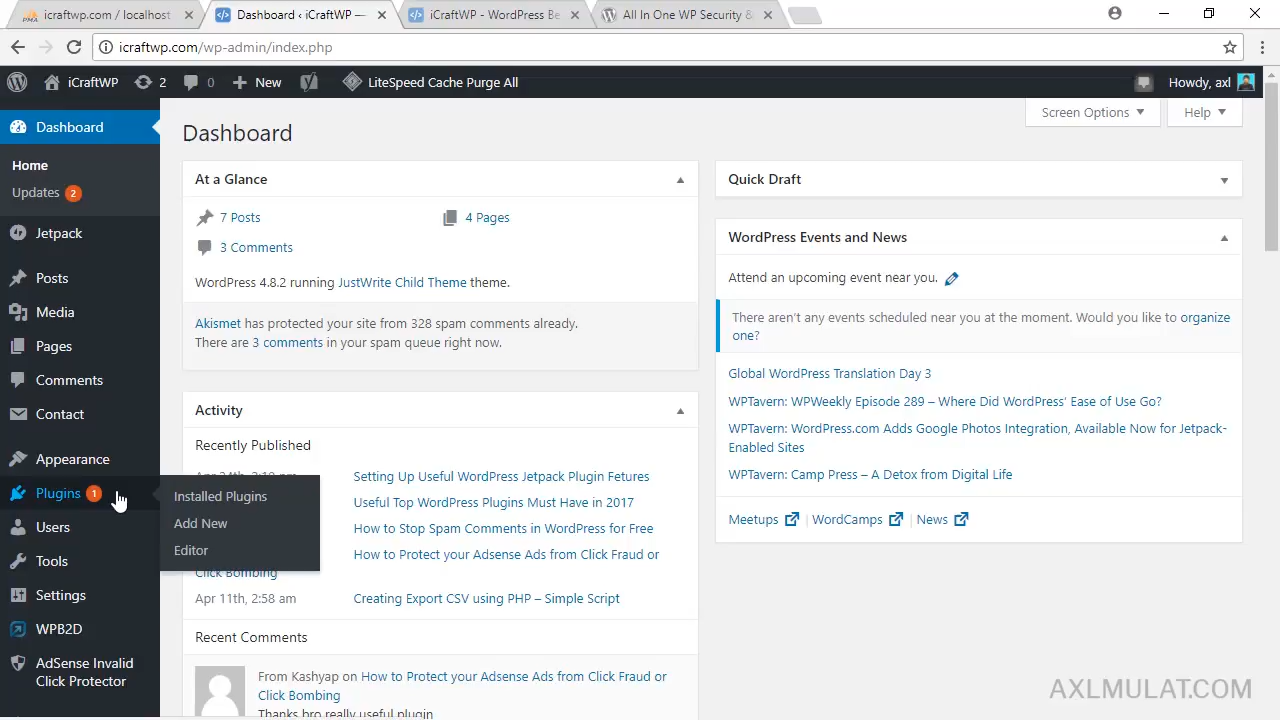 icraftwp.com / localhost
Dashboard ‹ iCraftWP —
iCraftWP - WordPress Be
All In One WP Security &
icraftwp.com/wp-admin/index.php
iCraftWP
2
0
New
LiteSpeed Cache Purge All
Howdy, axl
Dashboard
Home
Updates 2
Jetpack
Posts
Media
Pages
Comments
Contact
Appearance
Plugins 1
Users
Tools
Settings
WPB2D
AdSense Invalid
Click Protector
Installed Plugins
Add New
Editor
Screen Options
Help
Dashboard
At a Glance
7 Posts
4 Pages
3 Comments
WordPress 4.8.2 running JustWrite Child Theme theme.
Akismet has protected your site from 328 spam comments already.
There are 3 comments in your spam queue right now.
Activity
Recently Published
Setting Up Useful WordPress Jetpack Plugin Fetures
Useful Top WordPress Plugins Must Have in 2017
How to Stop Spam Comments in WordPress for Free
How to Protect your Adsense Ads from Click Fraud or
Click Bombing
Apr 11th, 2:58 am
Creating Export CSV using PHP – Simple Script
Recent Comments
From Kashyap on How to Protect your Adsense Ads from Click Fraud or
Click Bombing
Thanks bro really useful plugin
Quick Draft
WordPress Events and News
Attend an upcoming event near you.
There aren't any events scheduled near you at the moment. Would you like to organize
one?
Global WordPress Translation Day 3
WPTavern: WPWeekly Episode 289 – Where Did WordPress' Ease of Use Go?
WPTavern: WordPress.com Adds Google Photos Integration, Available Now for Jetpack-
Enabled Sites
WPTavern: Camp Press – A Detox from Digital Life
Meetups | WordCamps | News
AXLMULAT.COM